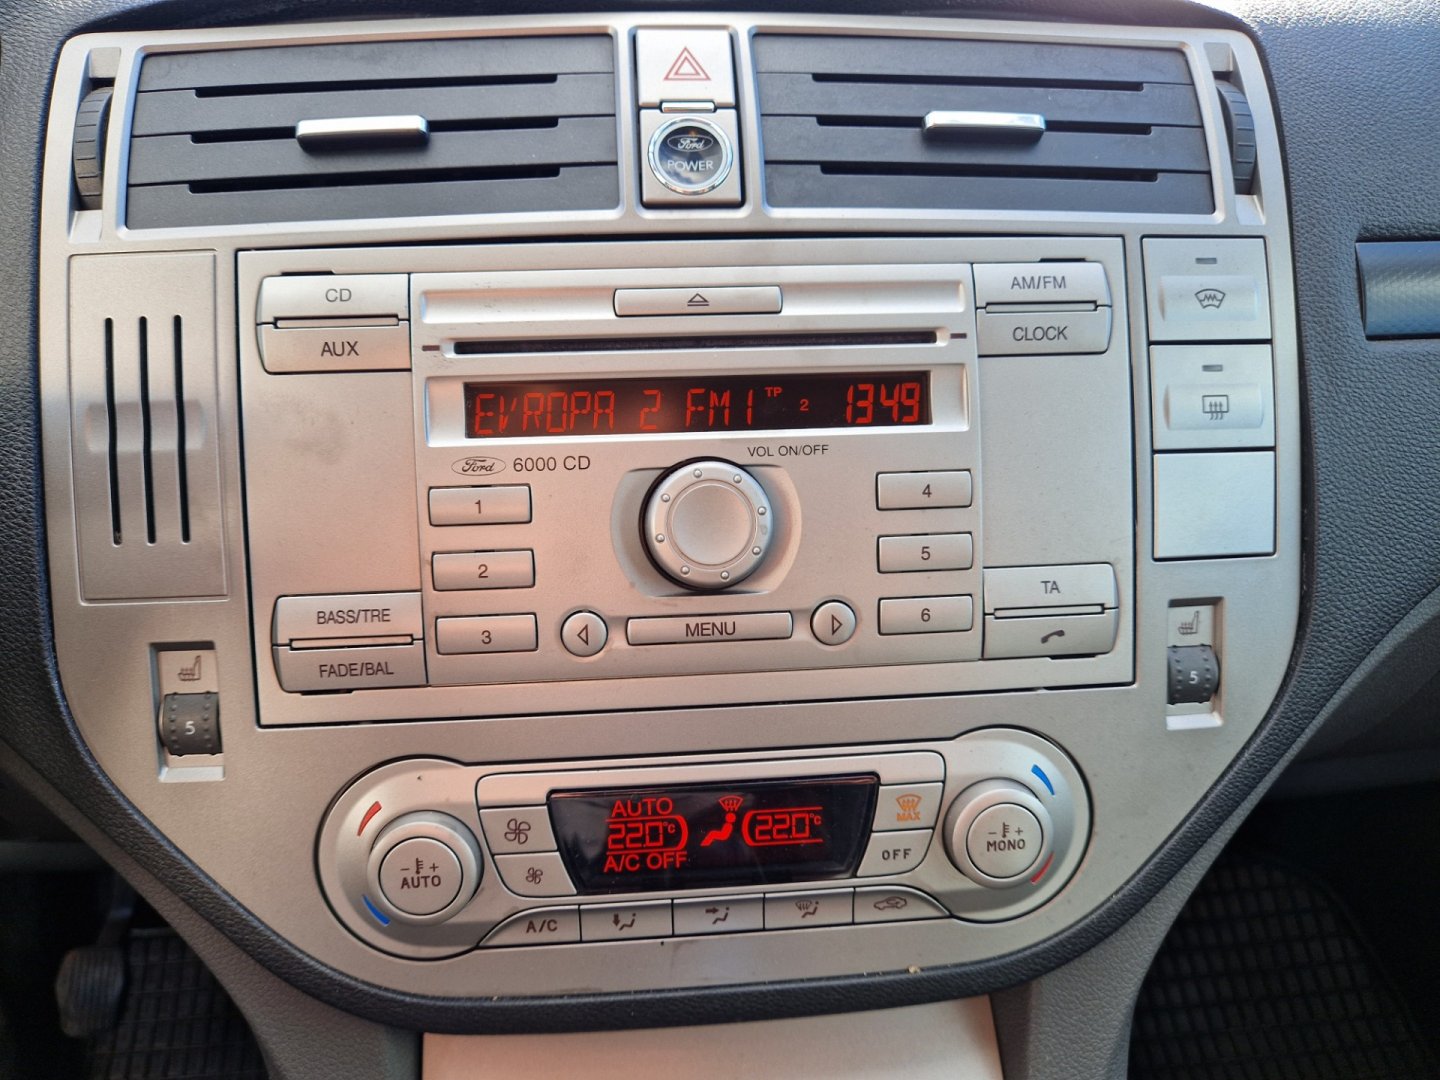 Ford
POWER
CD
AUX
AM/FM
CLOCK
EVROPA 2 FM1 TP 2 13:49
VOL ON/OFF
Ford 6000 CD
1
2
3
4
5
6
BASS/TRE
FADE/BAL
MENU
TA
5
5
AUTO
22.0°C
A/C OFF
22.0°C
MAX
OFF
- +
AUTO
- +
MONO
A/C